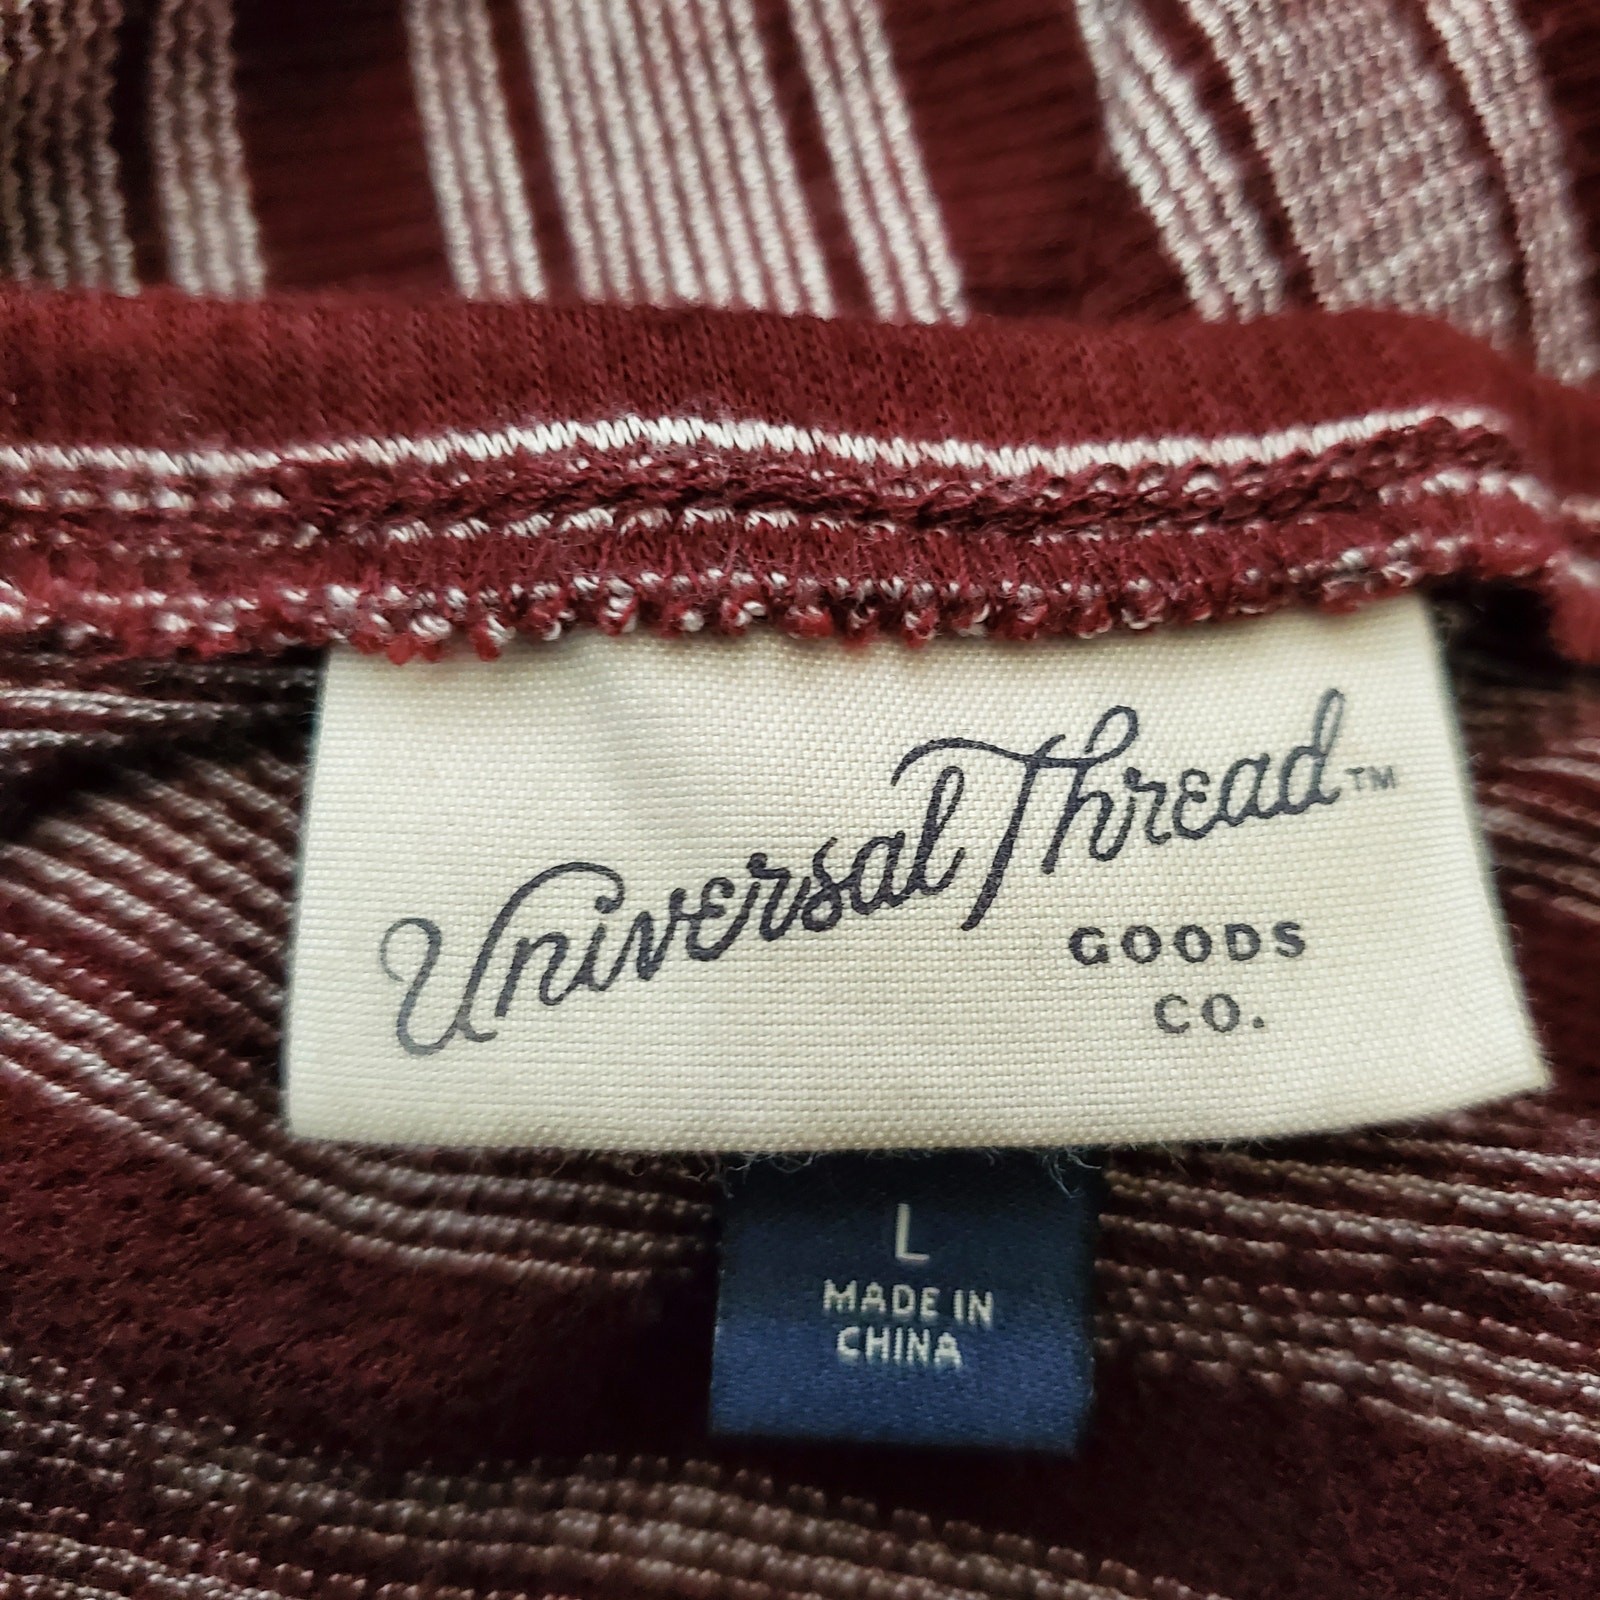 Universal Thread™
GOODS
CO.
L
MADE IN
CHINA